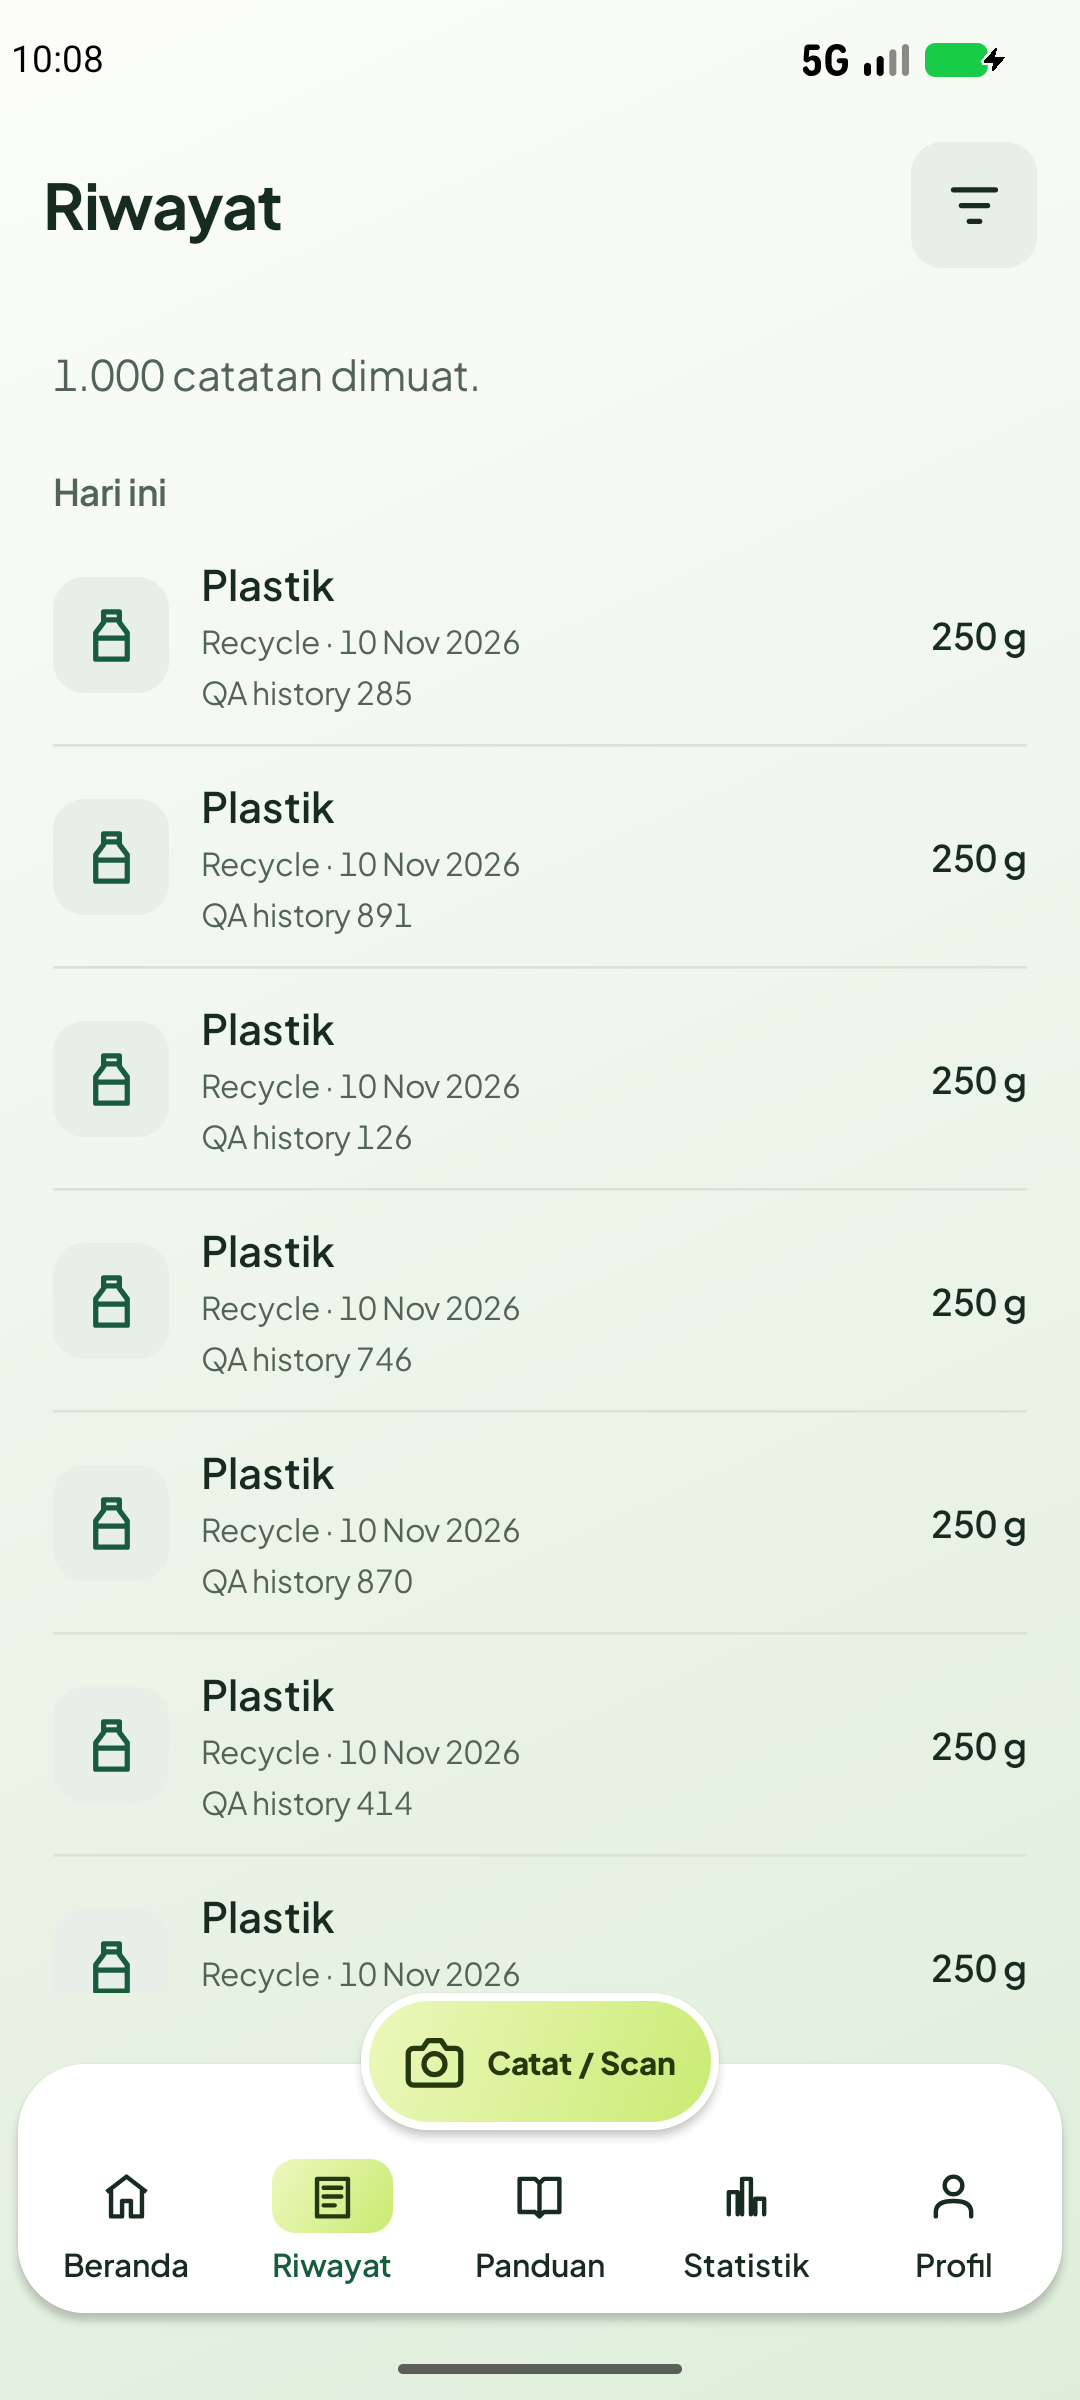 10:08
5G
Riwayat
1.000 catatan dimuat.
Hari ini
Plastik
Recycle · 10 Nov 2026
QA history 285
250 g
Plastik
Recycle · 10 Nov 2026
QA history 891
250 g
Plastik
Recycle · 10 Nov 2026
QA history 126
250 g
Plastik
Recycle · 10 Nov 2026
QA history 746
250 g
Plastik
Recycle · 10 Nov 2026
QA history 870
250 g
Plastik
Recycle · 10 Nov 2026
QA history 414
250 g
Plastik
Recycle · 10 Nov 2026
250 g
Catat / Scan
Beranda
Riwayat
Panduan
Statistik
Profil